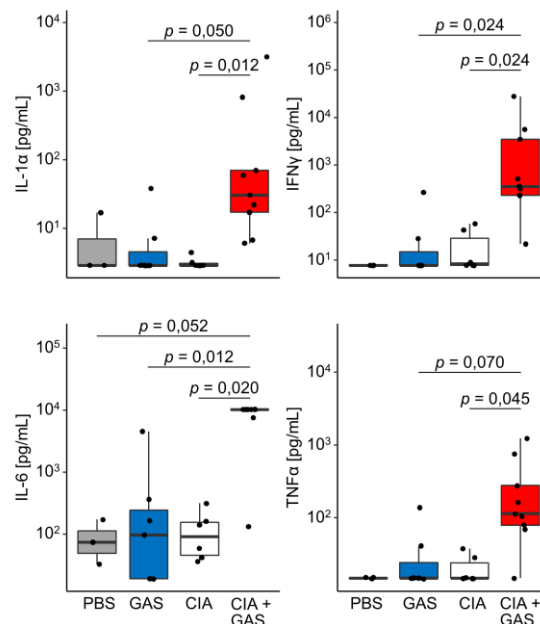 IL-1α [pg/mL]
10⁴
10³
10²
10¹
p = 0,050
p = 0,012
IFNγ [pg/mL]
10⁶
10⁵
10⁴
10³
10²
10¹
p = 0,024
p = 0,024
IL-6 [pg/mL]
10⁵
10⁴
10³
10²
p = 0,052
p = 0,012
p = 0,020
PBS GAS CIA CIA +
GAS
TNFα [pg/mL]
10⁴
10³
10²
p = 0,070
p = 0,045
PBS GAS CIA CIA +
GAS